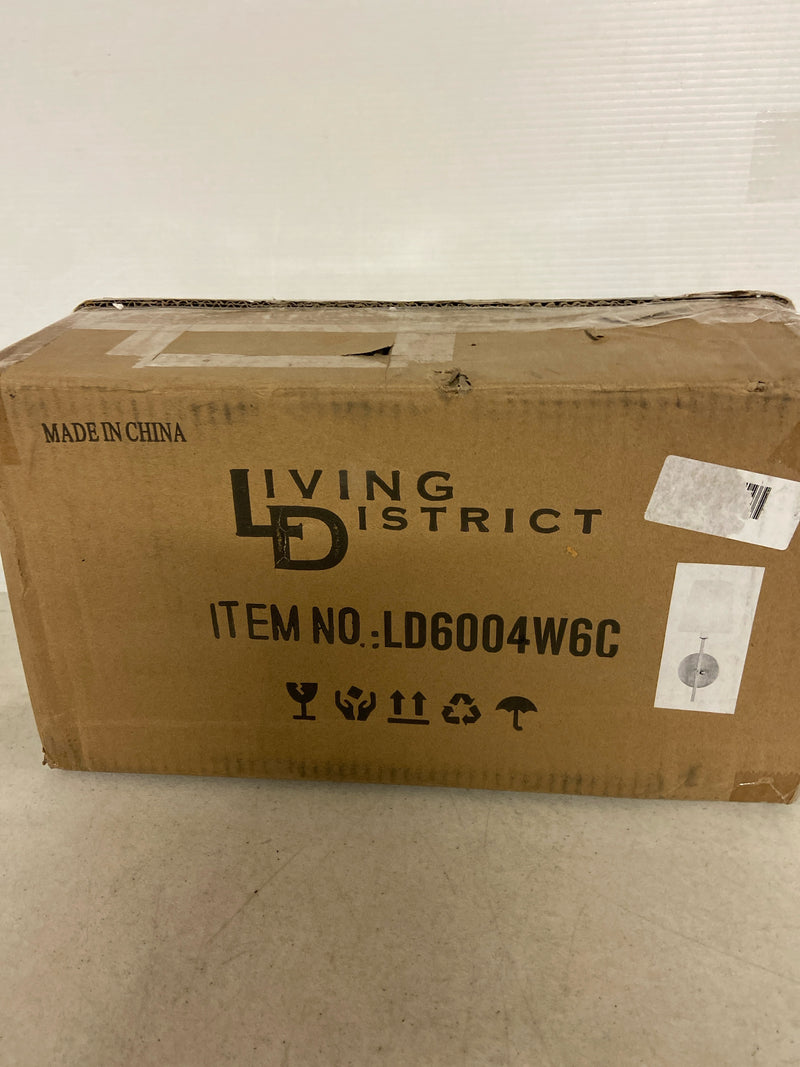 MADE IN CHINA
LIVING
DISTRICT
ITEM NO.:LD6004W6C